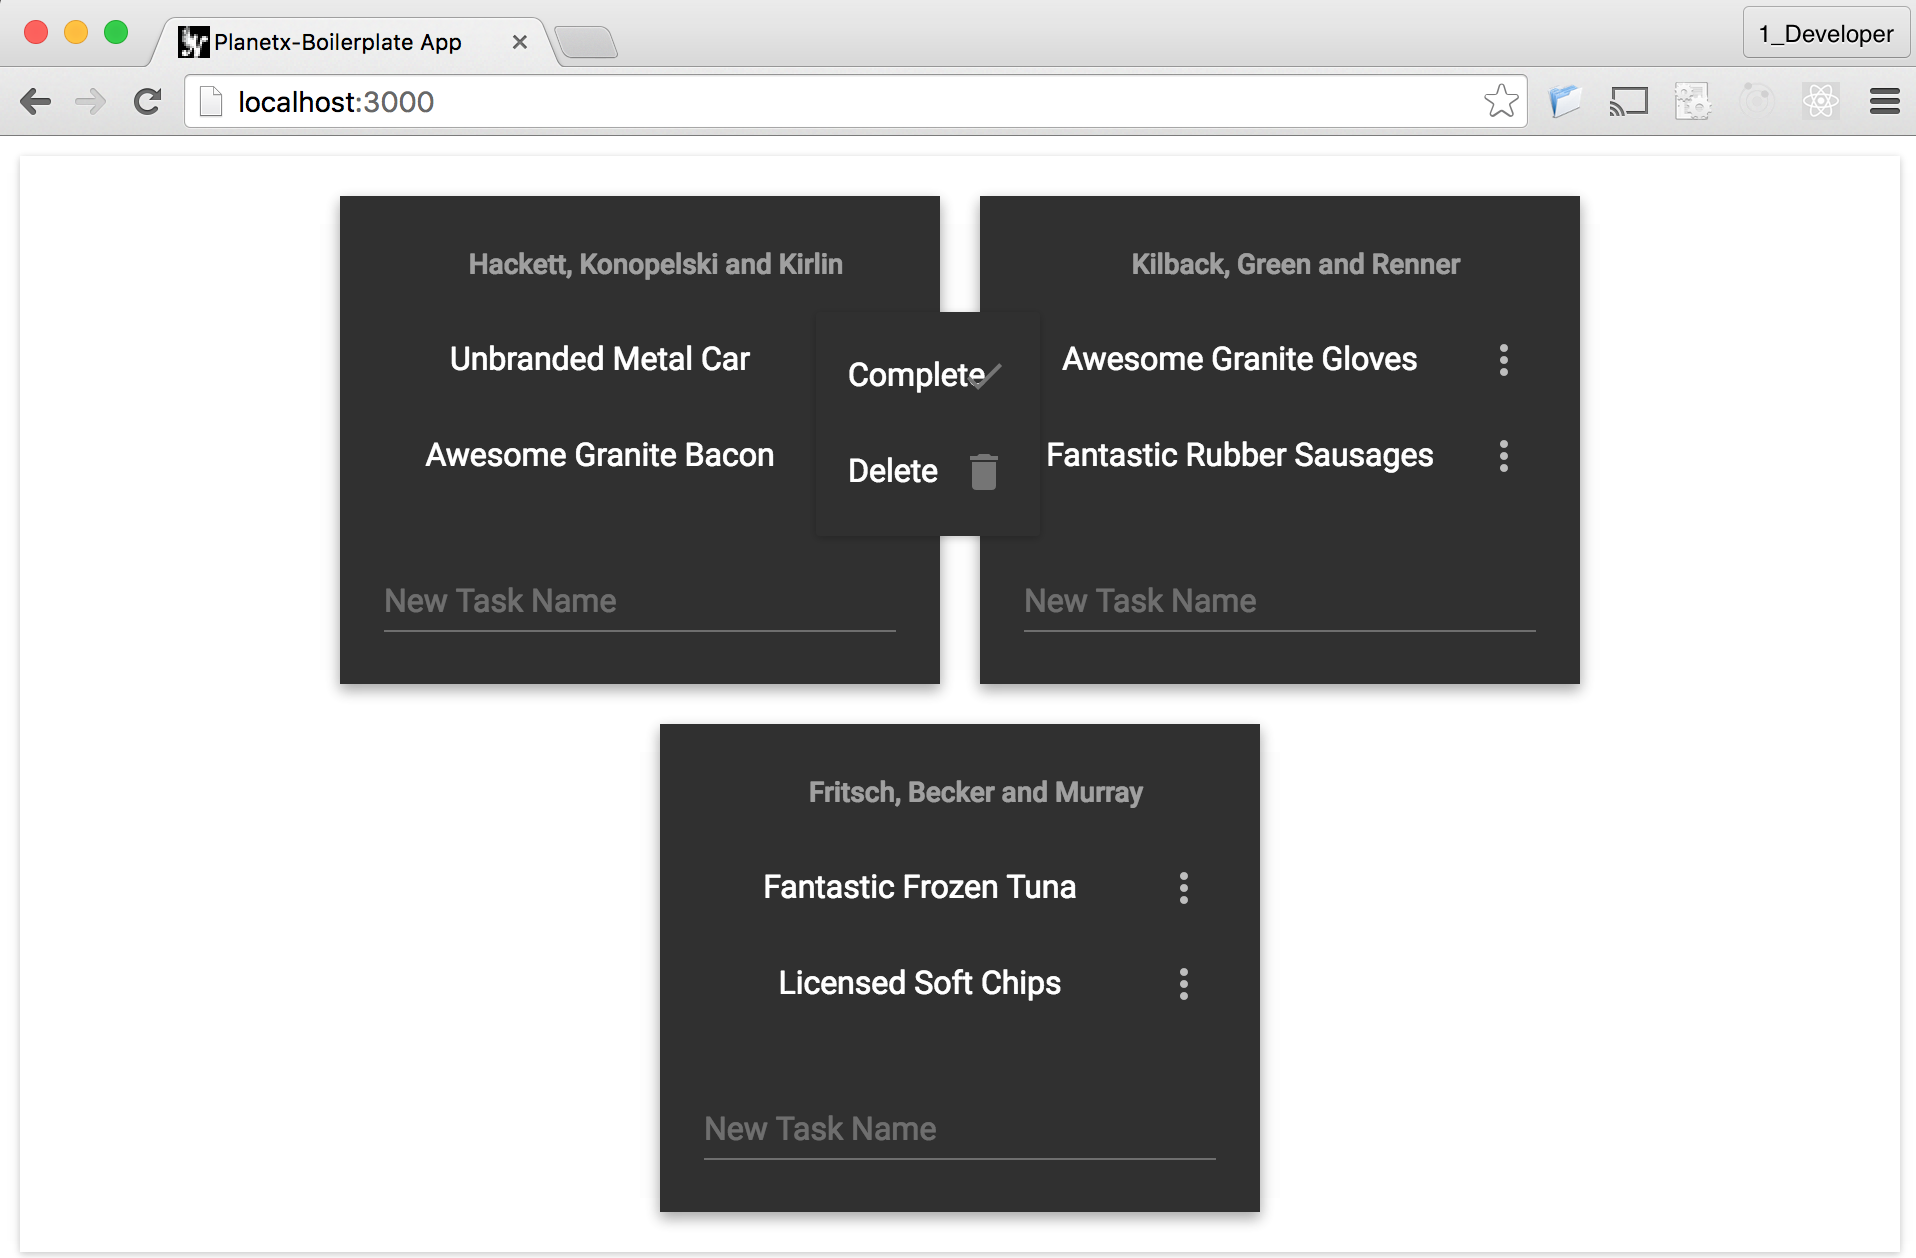 Planetx-Boilerplate App
1_Developer
localhost:3000
Hackett, Konopelski and Kirlin
Unbranded Metal Car
Awesome Granite Bacon
New Task Name
Complete
Delete
Kilback, Green and Renner
Awesome Granite Gloves
Fantastic Rubber Sausages
New Task Name
Fritsch, Becker and Murray
Fantastic Frozen Tuna
Licensed Soft Chips
New Task Name